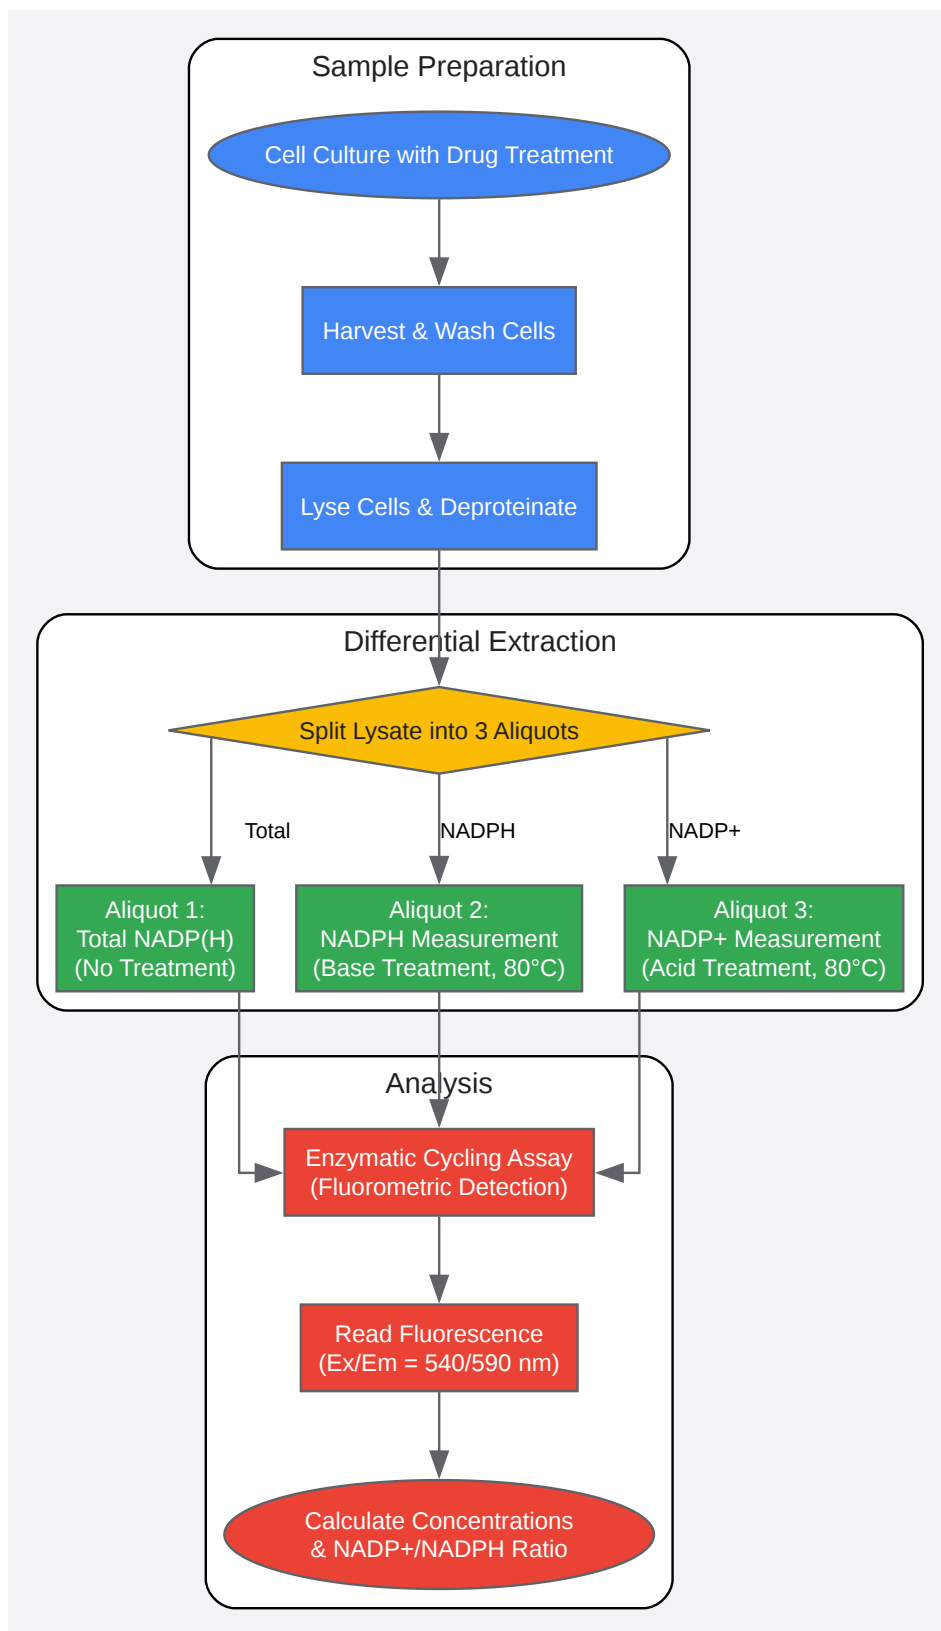 Sample Preparation
Cell Culture with Drug Treatment
Harvest & Wash Cells
Lyse Cells & Deproteinate
Differential Extraction
Split Lysate into 3 Aliquots
Total
NADPH
NADP+
Aliquot 1:
Total NADP(H)
(No Treatment)
Aliquot 2:
NADPH Measurement
(Base Treatment, 80°C)
Aliquot 3:
NADP+ Measurement
(Acid Treatment, 80°C)
Analysis
Enzymatic Cycling Assay
(Fluorometric Detection)
Read Fluorescence
(Ex/Em = 540/590 nm)
Calculate Concentrations
& NADP+/NADPH Ratio